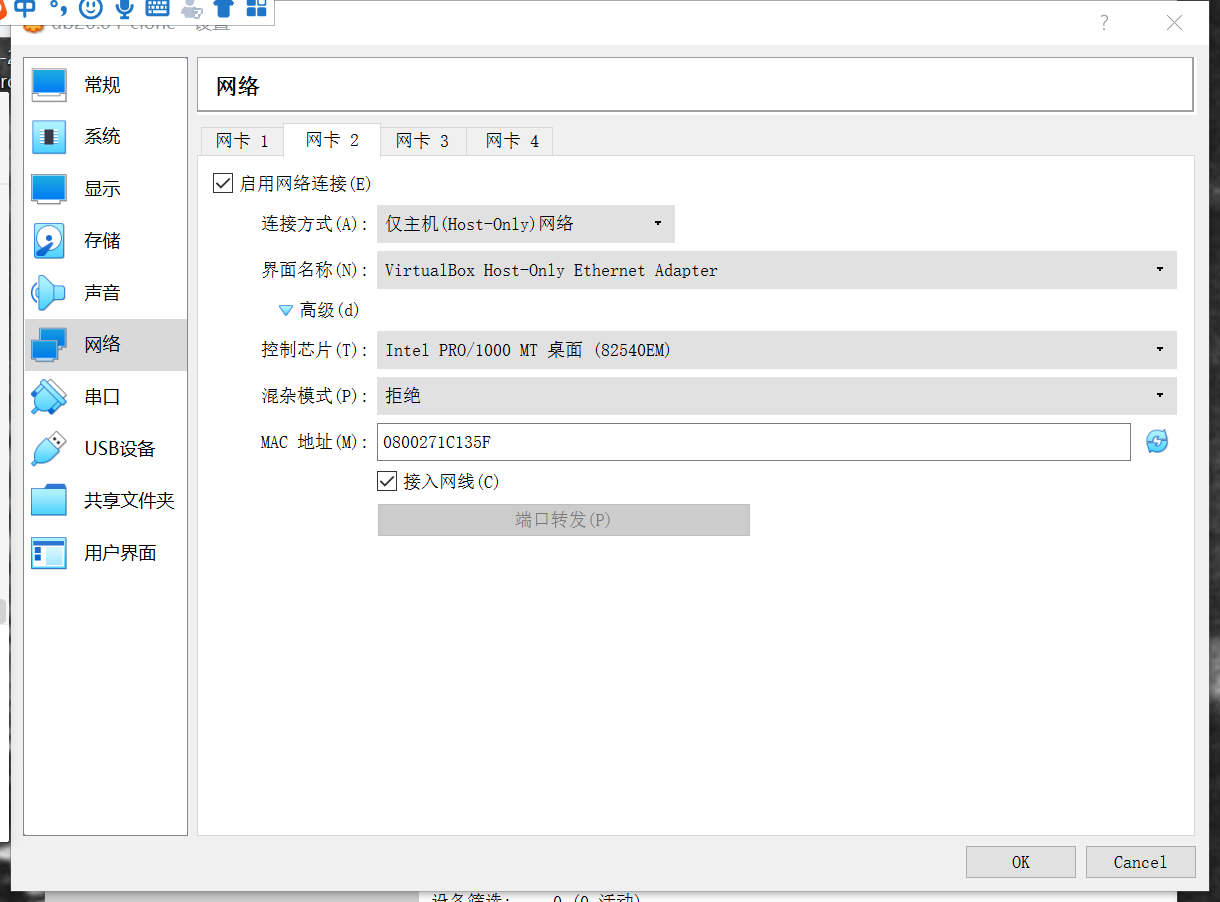 中
?
常规
系统
显示
存储
声音
网络
串口
USB设备
共享文件夹
用户界面
网络
网卡 1
网卡 2
网卡 3
网卡 4
启用网络连接(E)
连接方式(A): 仅主机(Host-Only)网络
界面名称(N): VirtualBox Host-Only Ethernet Adapter
高级(d)
控制芯片(T): Intel PRO/1000 MT 桌面 (82540EM)
混杂模式(P): 拒绝
MAC 地址(M): 0800271C135F
接入网线(C)
端口转发(P)
OK
Cancel
设备筛选: 0 (0 活动)